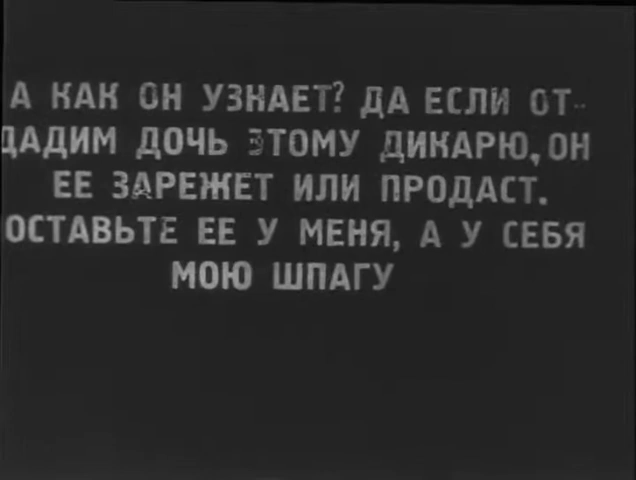 А КАК ОН УЗНАЕТ? ДА ЕСЛИ ОТ-
ДАДИМ ДОЧЬ ЭТОМУ ДИКАРЮ, ОН
ЕЕ ЗАРЕЖЕТ ИЛИ ПРОДАСТ.
ОСТАВЬТЕ ЕЕ У МЕНЯ, А У СЕБЯ
МОЮ ШПАГУ